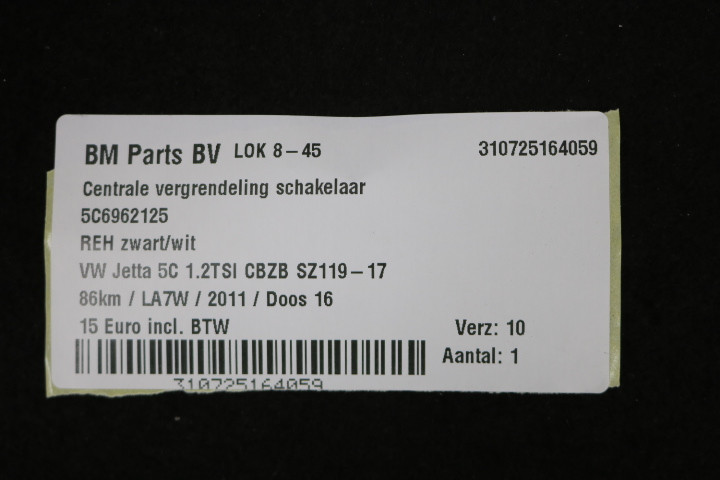 BM Parts BV LOK 8-45 310725164059
Centrale vergrendeling schakelaar
5C6962125
REH zwart/wit
VW Jetta 5C 1.2TSI CBZB SZ119-17
86km / LA7W / 2011 / Doos 16
15 Euro incl. BTW Verz: 10
Aantal: 1
310725164059